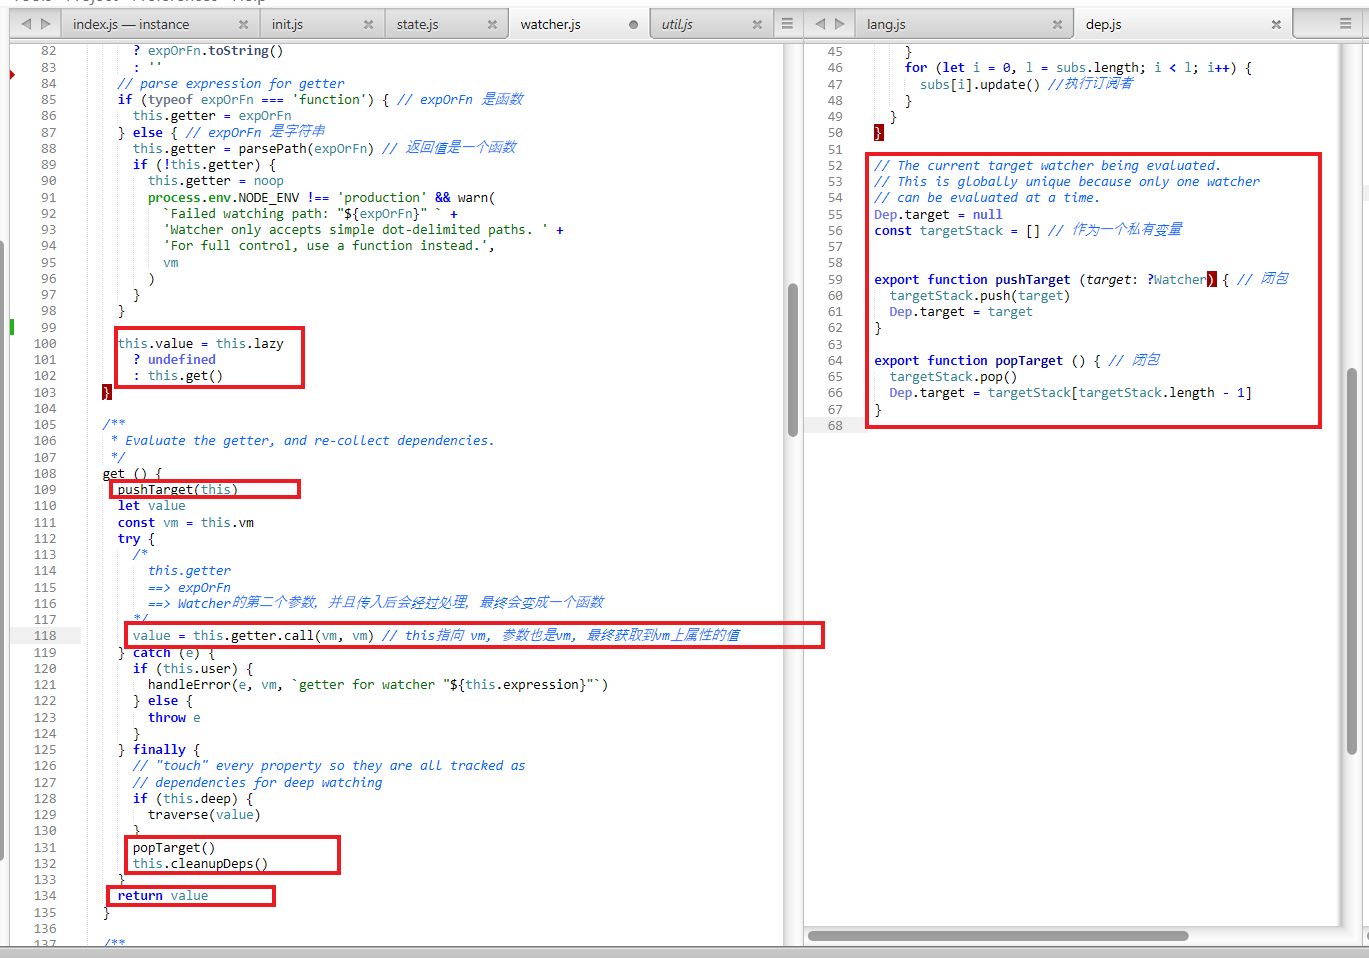 index.js — instance
init.js
state.js
watcher.js
util.js
lang.js
dep.js
82 ? expOrFn.toString()
83 : ''
84 // parse expression for getter
85 if (typeof expOrFn === 'function') { // expOrFn 是函数
86 this.getter = expOrFn
87 } else { // expOrFn 是字符串
88 this.getter = parsePath(expOrFn) // 返回值是一个函数
89 if (!this.getter) {
90 this.getter = noop
91 process.env.NODE_ENV !== 'production' && warn(
92 `Failed watching path: "${expOrFn}" ` +
93 'Watcher only accepts simple dot-delimited paths. ' +
94 'For full control, use a function instead.',
95 vm
96 )
97 }
98 }
99
100 this.value = this.lazy
101 ? undefined
102 : this.get()
103 }
104
105 /**
106 * Evaluate the getter, and re-collect dependencies.
107 */
108 get () {
109 pushTarget(this)
110 let value
111 const vm = this.vm
112 try {
113 /*
114 this.getter
115 ==> expOrFn
116 ==> Watcher的第二个参数, 并且传入后会经过处理, 最终会变成一个函数
117 */
118 value = this.getter.call(vm, vm) // this指向 vm, 参数也是vm, 最终获取到vm上属性的值
119 } catch (e) {
120 if (this.user) {
121 handleError(e, vm, `getter for watcher "${this.expression}"`)
122 } else {
123 throw e
124 }
125 } finally {
126 // "touch" every property so they are all tracked as
127 // dependencies for deep watching
128 if (this.deep) {
129 traverse(value)
130 }
131 popTarget()
132 this.cleanupDeps()
133 }
134 return value
135 }
136
137 /**
45 }
46 for (let i = 0, l = subs.length; i < l; i++) {
47 subs[i].update() //执行订阅者
48 }
49 }
50 }
51
52 // The current target watcher being evaluated.
53 // This is globally unique because only one watcher
54 // can be evaluated at a time.
55 Dep.target = null
56 const targetStack = [] // 作为一个私有变量
57
58
59 export function pushTarget (target: ?Watcher) { // 闭包
60 targetStack.push(target)
61 Dep.target = target
62 }
63
64 export function popTarget () { // 闭包
65 targetStack.pop()
66 Dep.target = targetStack[targetStack.length - 1]
67 }
68